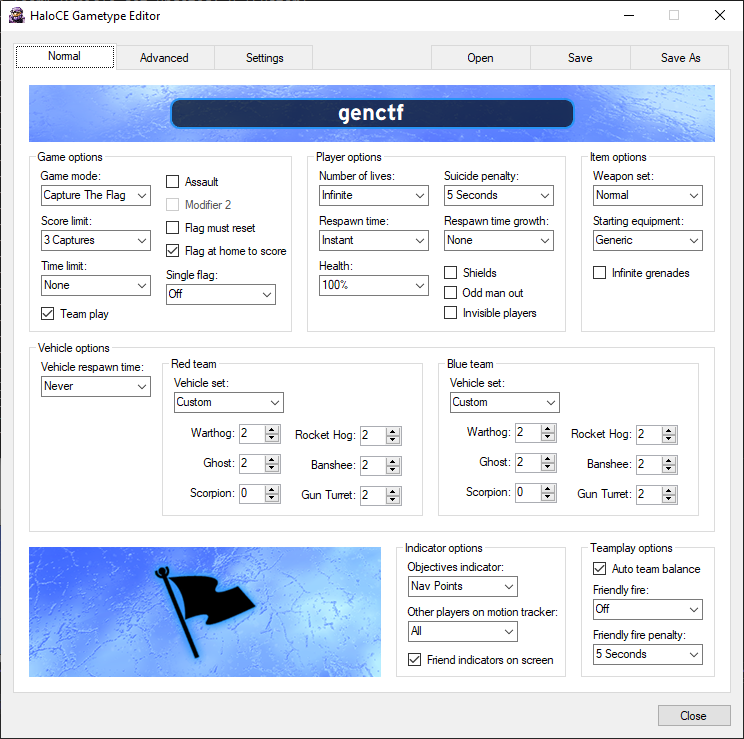 HaloCE Gametype Editor
Normal
Advanced
Settings
Open
Save
Save As
genctf
Game options
Game mode:
Capture The Flag
Score limit:
3 Captures
Time limit:
None
Team play
Assault
Modifier 2
Flag must reset
Flag at home to score
Single flag:
Off
Player options
Number of lives:
Infinite
Respawn time:
Instant
Health:
100%
Suicide penalty:
5 Seconds
Respawn time growth:
None
Shields
Odd man out
Invisible players
Item options
Weapon set:
Normal
Starting equipment:
Generic
Infinite grenades
Vehicle options
Vehicle respawn time:
Never
Red team
Vehicle set:
Custom
Warthog: 2
Rocket Hog: 2
Ghost: 2
Banshee: 2
Scorpion: 0
Gun Turret: 2
Blue team
Vehicle set:
Custom
Warthog: 2
Rocket Hog: 2
Ghost: 2
Banshee: 2
Scorpion: 0
Gun Turret: 2
Indicator options
Objectives indicator:
Nav Points
Other players on motion tracker:
All
Friend indicators on screen
Teamplay options
Auto team balance
Friendly fire:
Off
Friendly fire penalty:
5 Seconds
Close